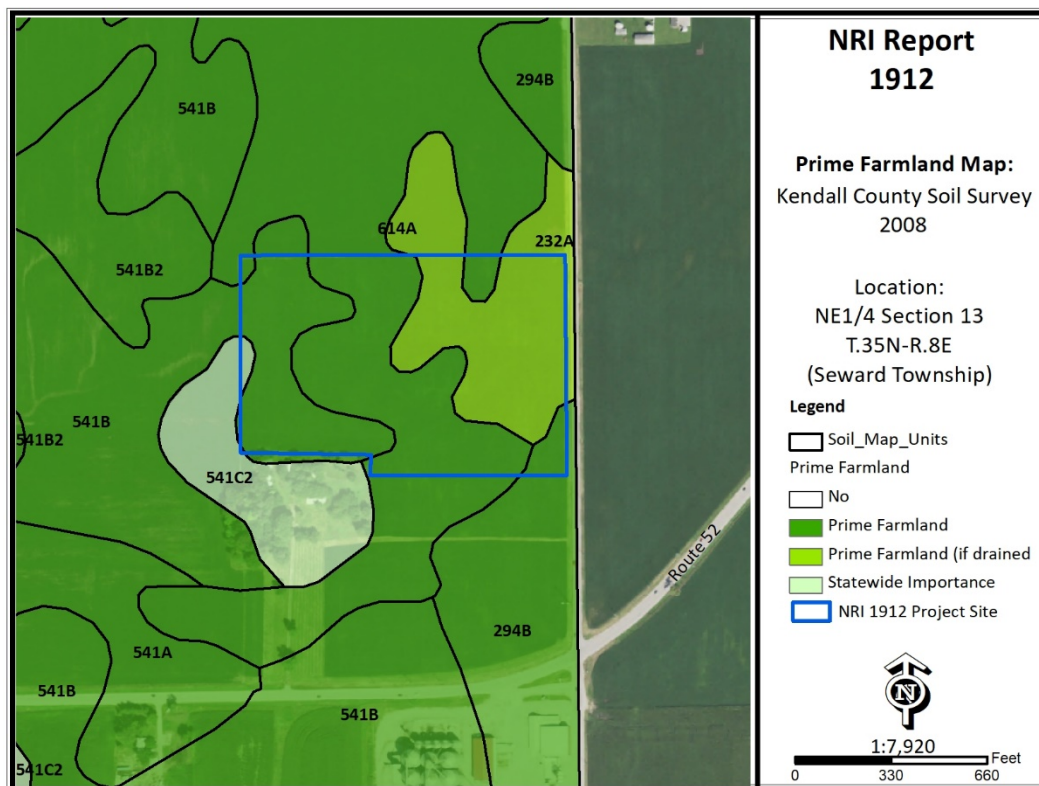 NRI Report
1912
Prime Farmland Map:
Kendall County Soil Survey
2008
Location:
NE1/4 Section 13
T.35N-R.8E
(Seward Township)
Legend
Soil_Map_Units
Prime Farmland
No
Prime Farmland
Prime Farmland (if drained
Statewide Importance
NRI 1912 Project Site
N
1:7,920
Feet
0 330 660
294B
541B
614A
232A
541B2
541B
541B2
541C2
Route 52
294B
541A
541B
541B
541C2